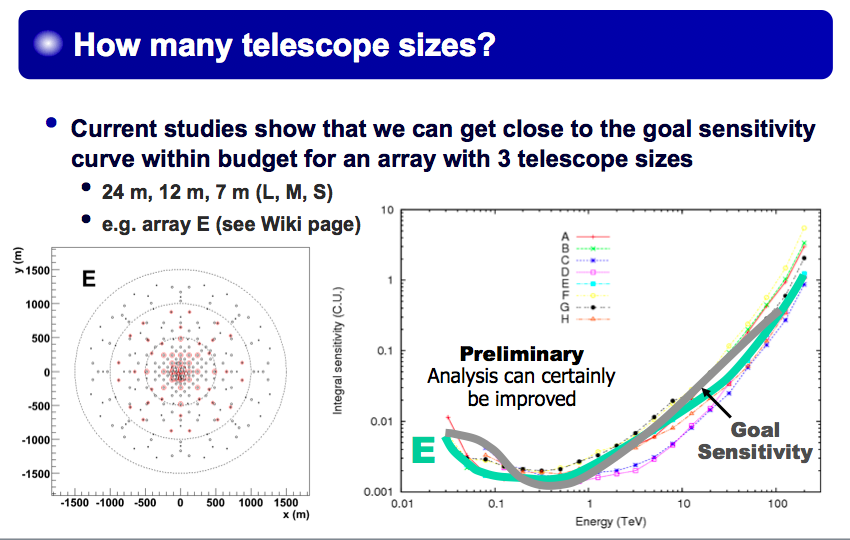 How many telescope sizes?
Current studies show that we can get close to the goal sensitivity
curve within budget for an array with 3 telescope sizes
24 m, 12 m, 7 m (L, M, S)
e.g. array E (see Wiki page)
y (m)
E
1500
1000
500
0
-500
-1000
-1500
-1500 -1000 -500 0 500 1000 1500
x (m)
Integral sensitivity (C.U.)
10
1
0.1
0.01
0.001
A
B
C
D
E
F
G
H
Preliminary
Analysis can certainly
be improved
E
Goal
Sensitivity
0.01 0.1 1 10 100
Energy (TeV)